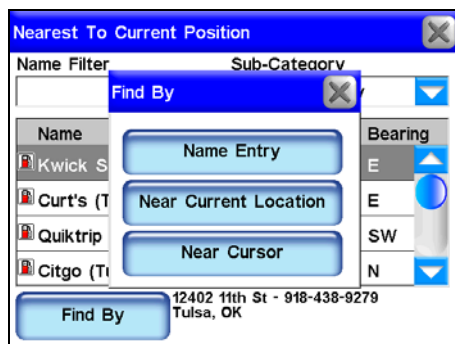 Nearest To Current Position
Name Filter Sub-Category
Find By
Name Bearing
Name Entry
Kwick S E
Near Current Location
Curt's (T E
Quiktrip SW
Near Cursor
Citgo (Tu N
Find By
12402 11th St - 918-438-9279
Tulsa, OK